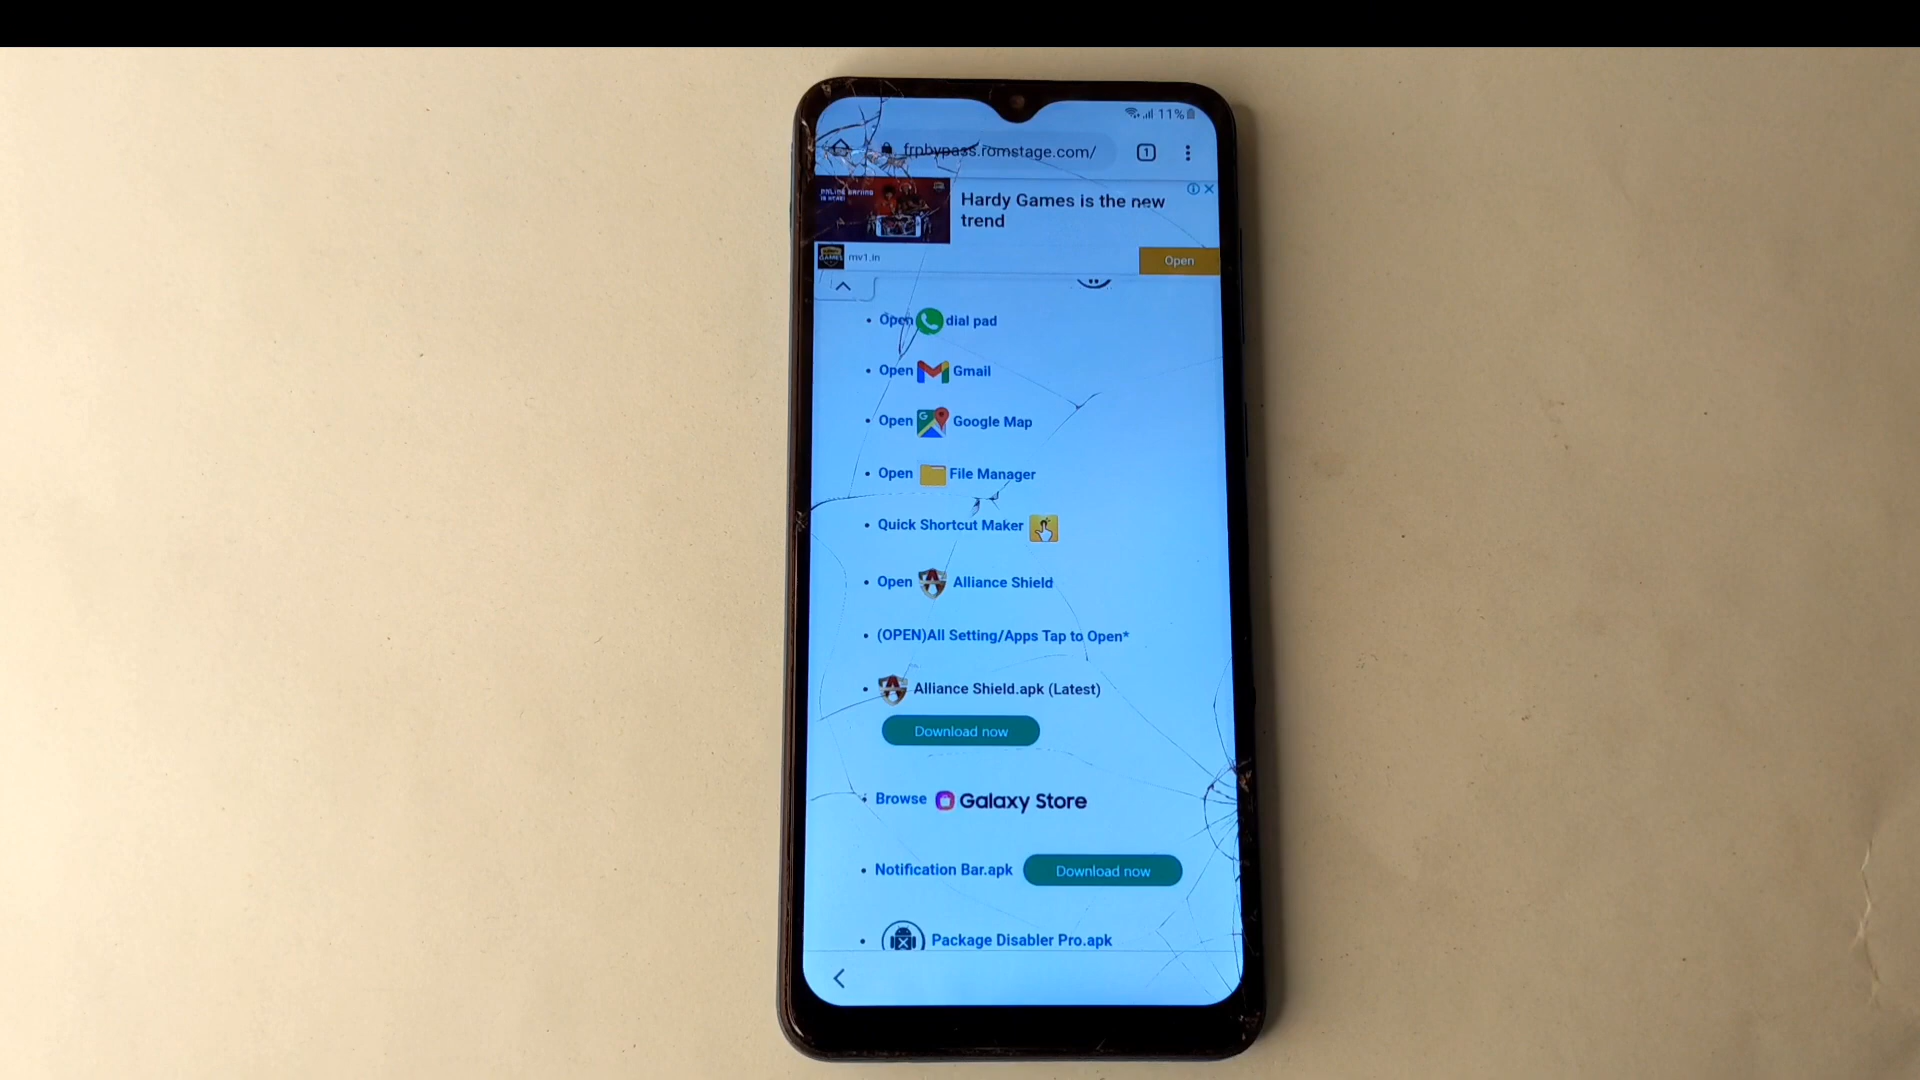 11%
frpbypass.romstage.com/
1
Hardy Games is the new
trend
mv1.in
Open
Open dial pad
Open Gmail
Open Google Map
Open File Manager
Quick Shortcut Maker
Open Alliance Shield
(OPEN)All Setting/Apps Tap to Open*
Alliance Shield.apk (Latest)
Download now
Browse Galaxy Store
Notification Bar.apk Download now
Package Disabler Pro.apk